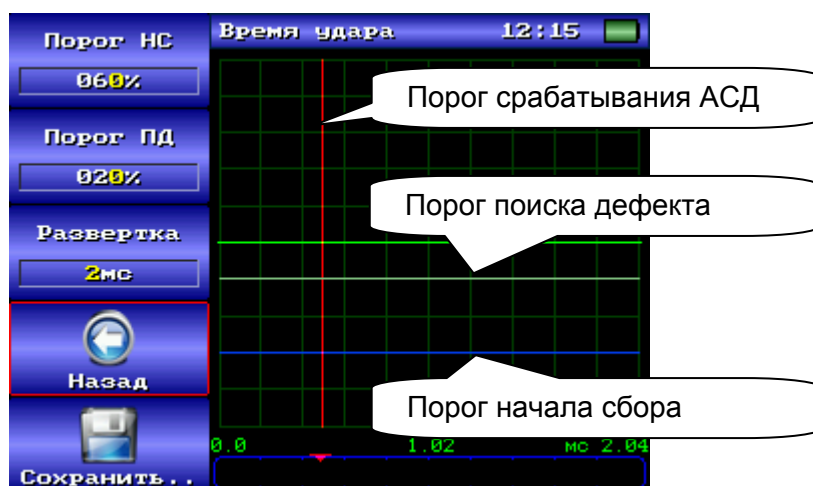 Порог НС
060%
Порог ПД
020%
Развертка
2мс
Назад
Сохранить..
Время удара 12:15
Порог срабатывания АСД
Порог поиска дефекта
Порог начала сбора
0.0 1.02 мс 2.04